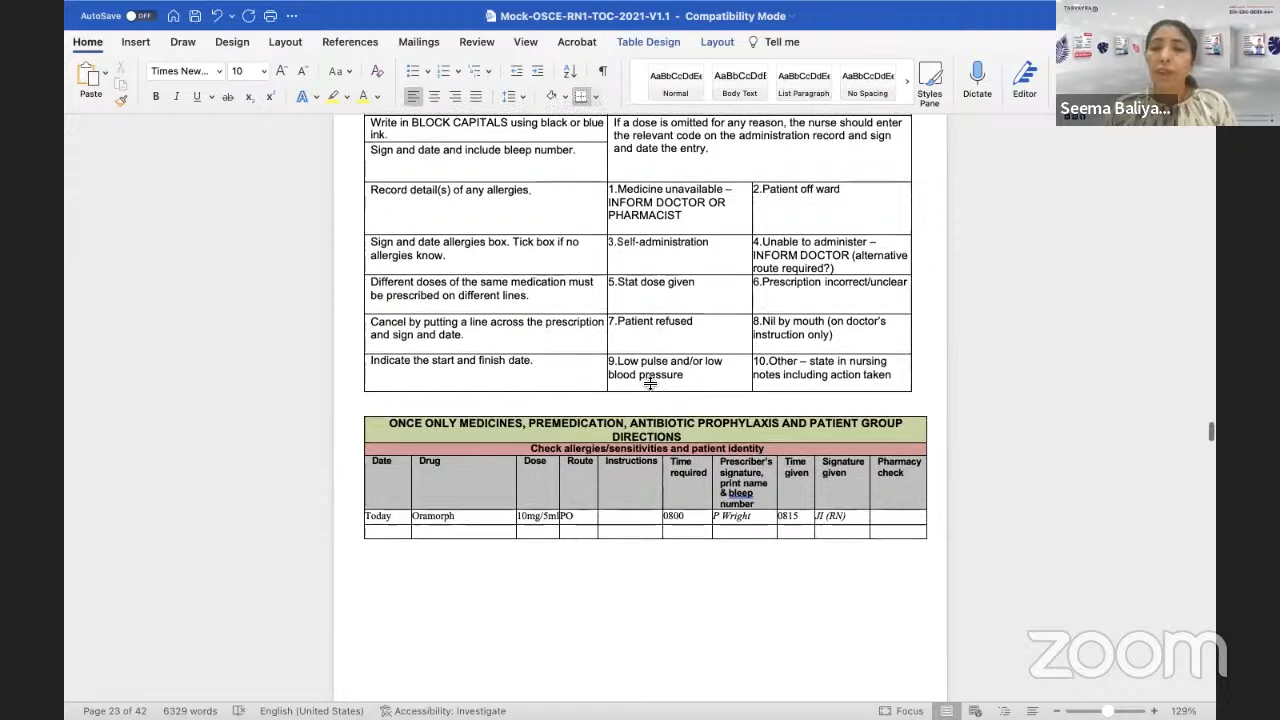 AutoSave OFF
Mock-OSCE-RN1-TOC-2021-V1.1 - Compatibility Mode
Home Insert Draw Design Layout References Mailings Review View Acrobat Table Design Layout Tell me
Paste
Times New... 10
AaBbCcDdEe AaBbCcDdE AaBbCcDdEe AaBbCcDdEe
Normal Body Text List Paragraph No Spacing
Styles
Pane
Dictate
Editor
Seema Baliya...
Write in BLOCK CAPITALS using black or blue
ink.
Sign and date and include bleep number.
If a dose is omitted for any reason, the nurse should enter
the relevant code on the administration record and sign
and date the entry.
Record detail(s) of any allergies.
1.Medicine unavailable –
INFORM DOCTOR OR
PHARMACIST
2.Patient off ward
Sign and date allergies box. Tick box if no
allergies know.
3.Self-administration
4.Unable to administer –
INFORM DOCTOR (alternative
route required?)
Different doses of the same medication must
be prescribed on different lines.
5.Stat dose given
6.Prescription incorrect/unclear
Cancel by putting a line across the prescription
and sign and date.
7.Patient refused
8.Nil by mouth (on doctor's
instruction only)
Indicate the start and finish date.
9.Low pulse and/or low
blood pressure
10.Other – state in nursing
notes including action taken
ONCE ONLY MEDICINES, PREMEDICATION, ANTIBIOTIC PROPHYLAXIS AND PATIENT GROUP
DIRECTIONS
Check allergies/sensitivities and patient identity
Date
Drug
Dose
Route
Instructions
Time
required
Prescriber's
signature,
print name
& bleep
number
Time
given
Signature
given
Pharmacy
check
Today Oramorph 10mg/5ml PO 0800 P Wright 0815 JI (RN)
zoom
Page 23 of 42 6329 words English (United States) Accessibility: Investigate Focus 129%